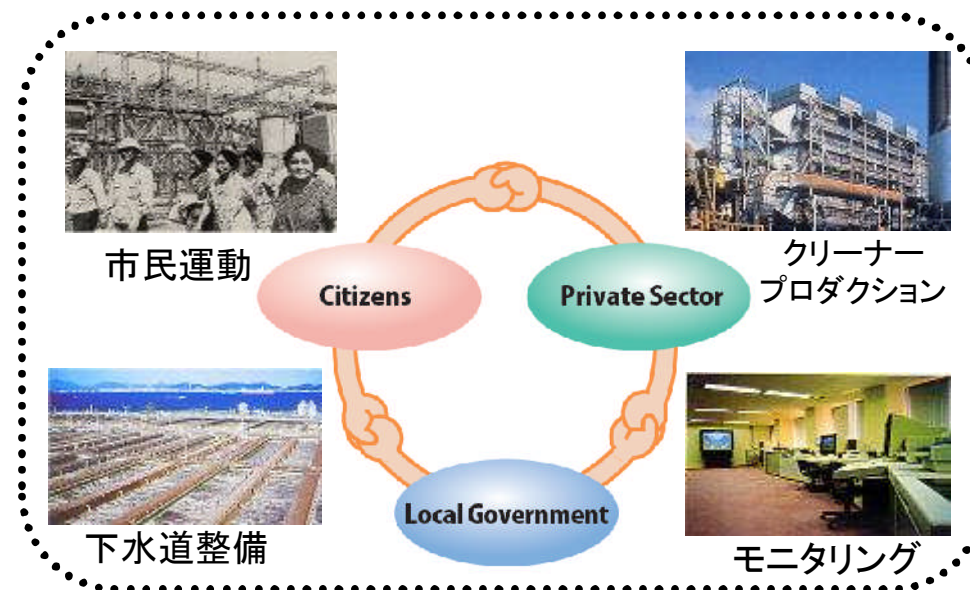 市民運動
クリーナー
プロダクション
Citizens
Private Sector
Local Government
下水道整備
モニタリング